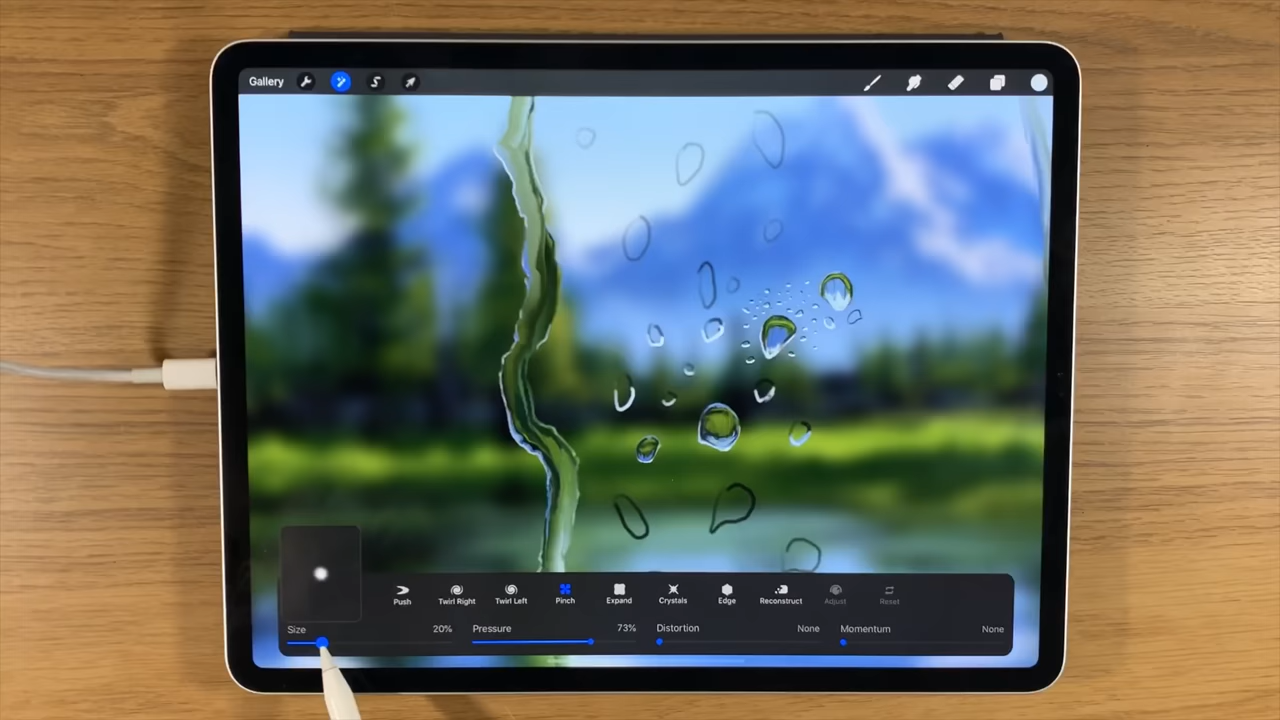 Gallery
Push Twirl Right Twirl Left Pinch Expand Crystals Edge Reconstruct Adjust Reset
Size 20% Pressure 73% Distortion None Momentum None